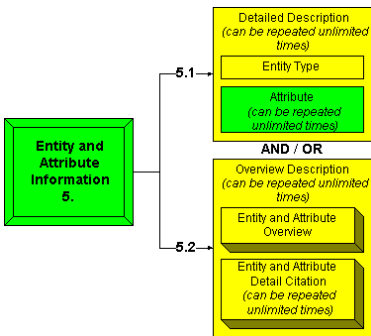 Entity and
Attribute
Information
5.
5.1
Detailed Description
(can be repeated unlimited
times)
Entity Type
Attribute
(can be repeated
unlimited times)
AND / OR
5.2
Overview Description
(can be repeated unlimited
times)
Entity and Attribute
Overview
Entity and Attribute
Detail Citation
(can be repeated
unlimited times)